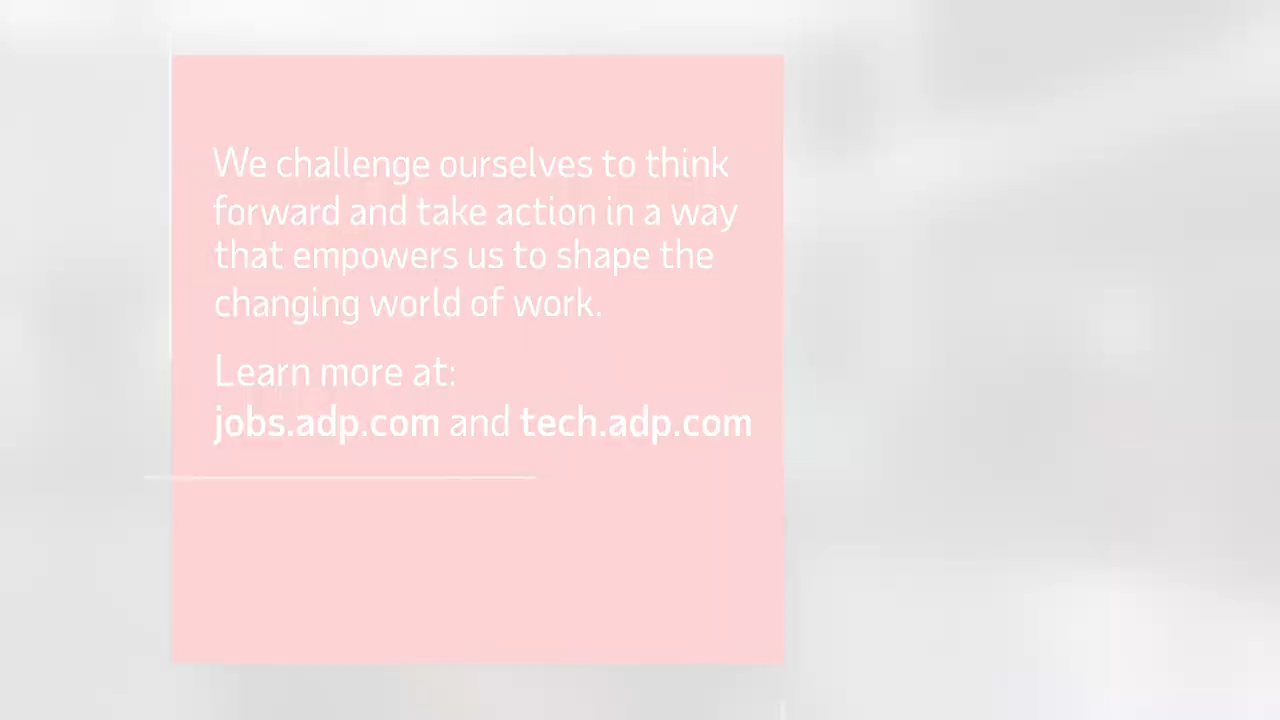 We challenge ourselves to think
forward and take action in a way
that empowers us to shape the
changing world of work.
Learn more at:
jobs.adp.com and tech.adp.com